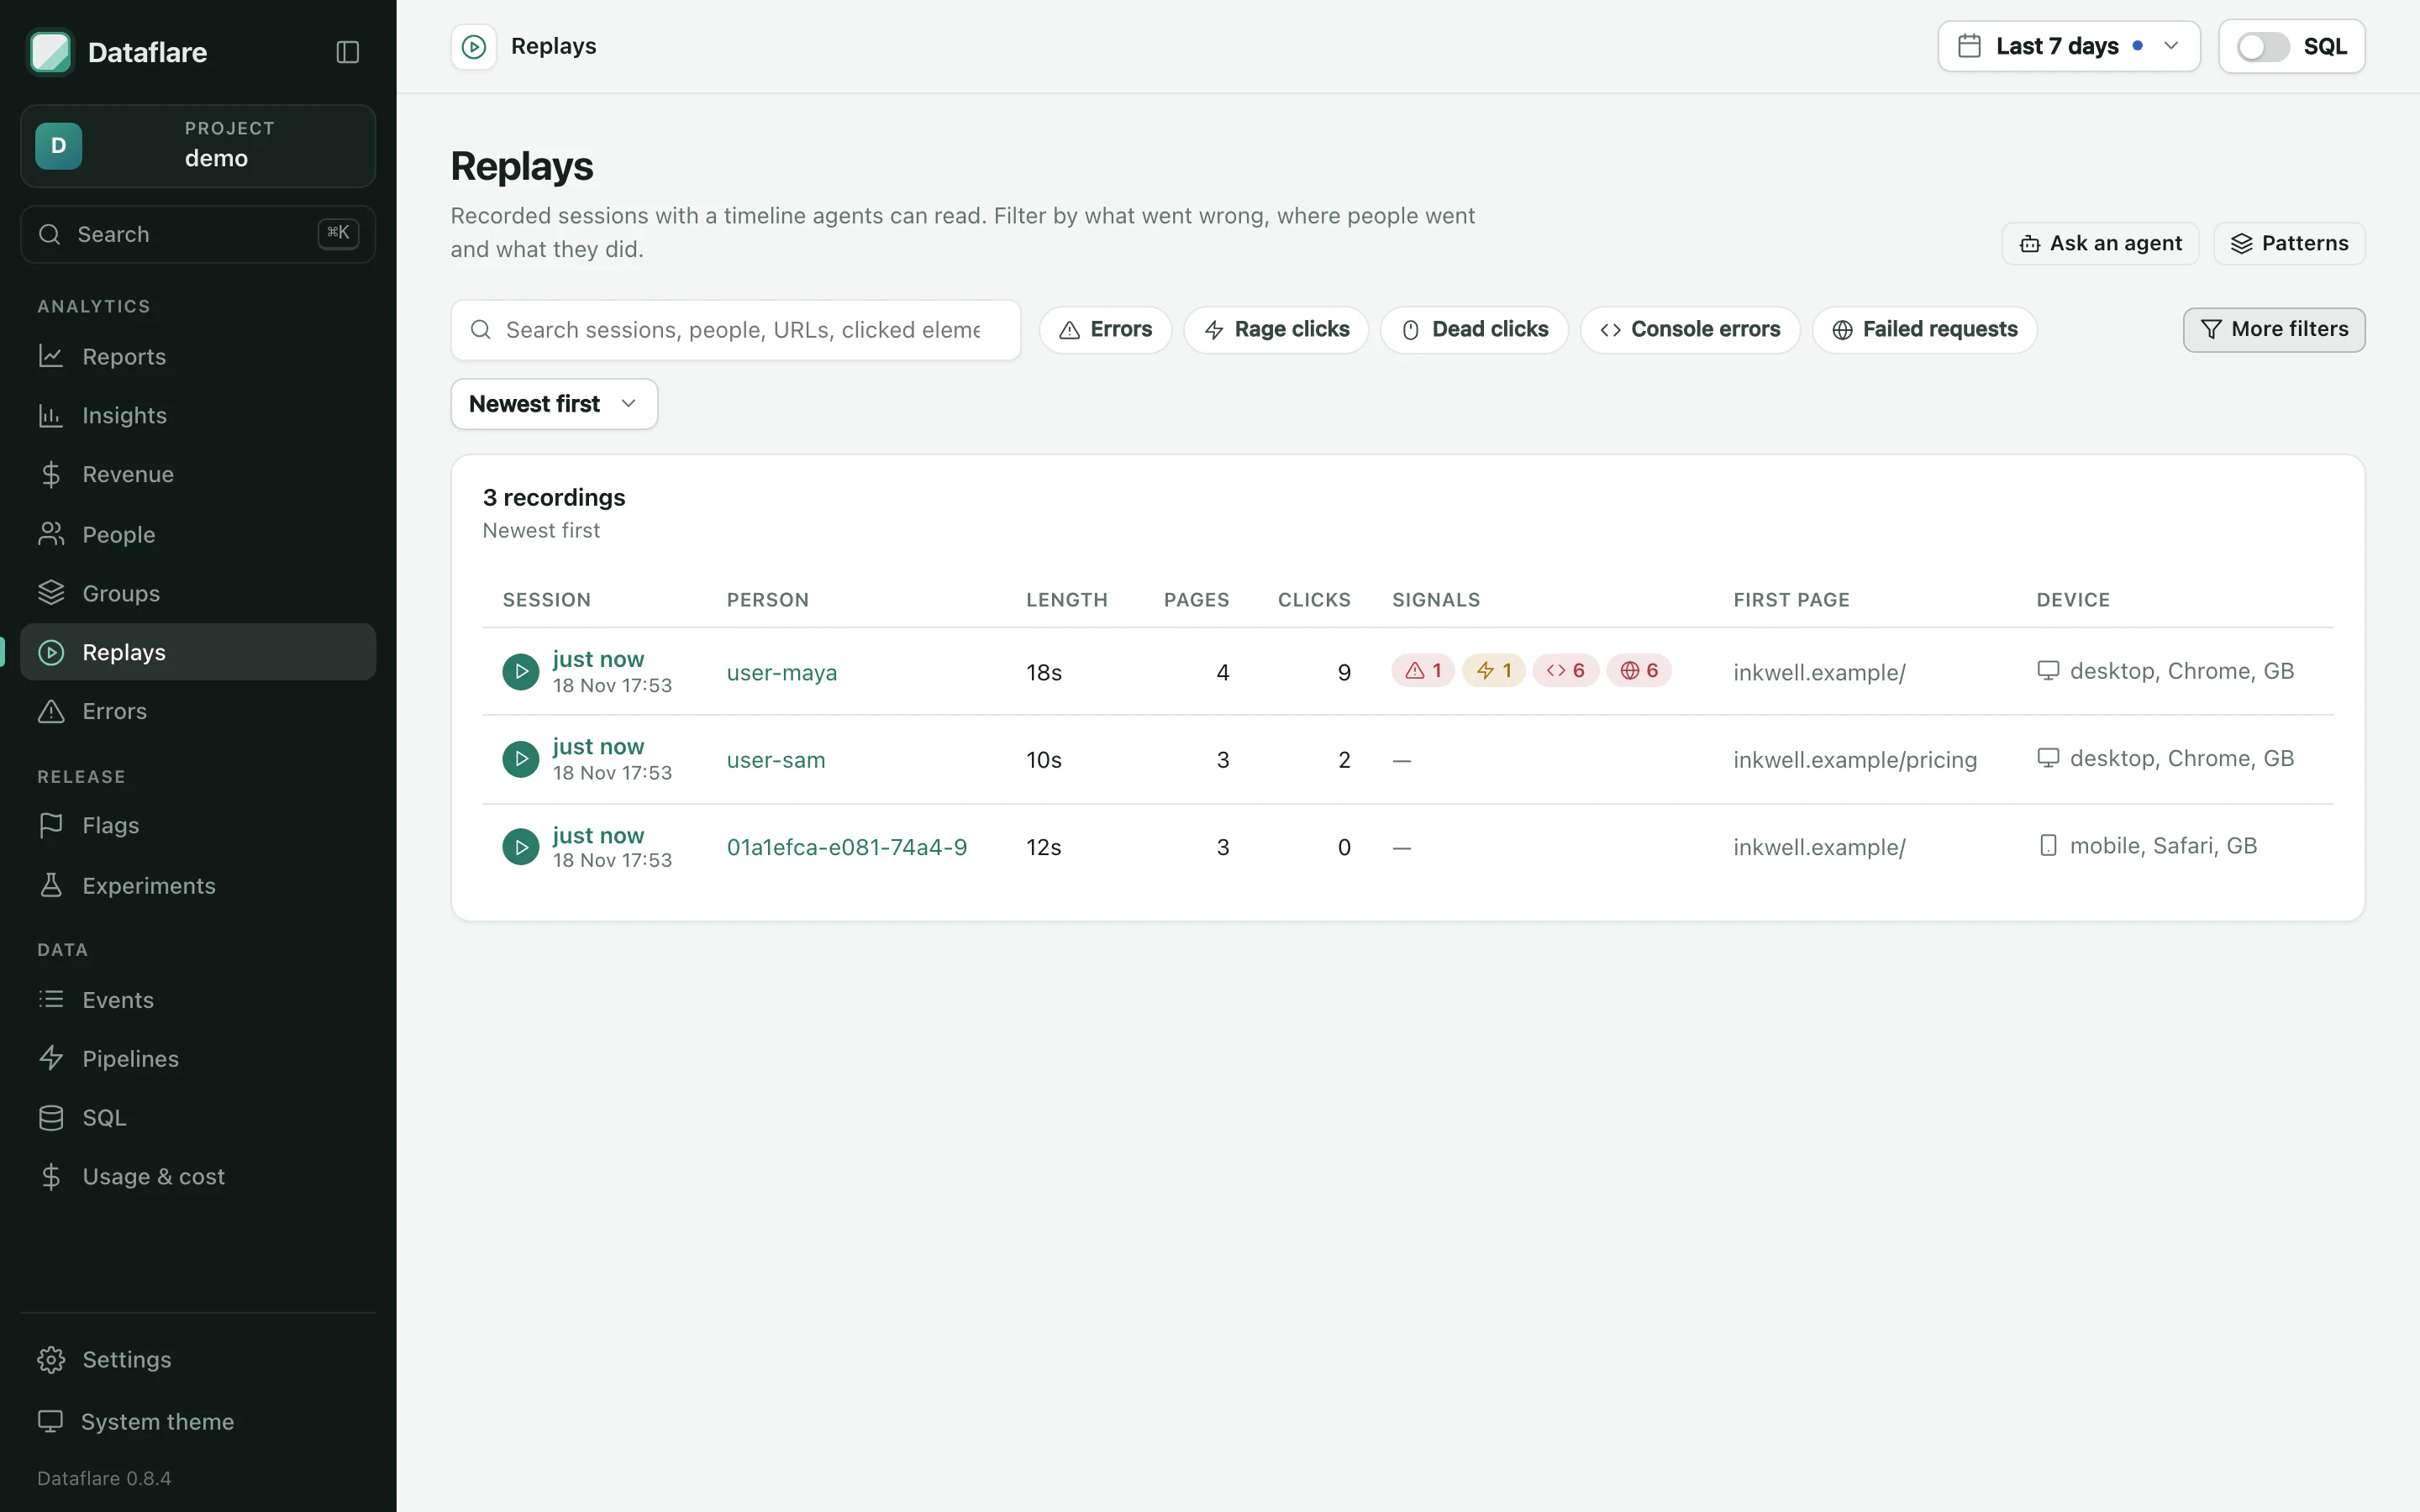 Dataflare
D
PROJECT
demo
Search
⌘K
ANALYTICS
Reports
Insights
Revenue
People
Groups
Replays
Errors
RELEASE
Flags
Experiments
DATA
Events
Pipelines
SQL
Usage & cost
Settings
System theme
Dataflare 0.8.4
Replays
Last 7 days
SQL
Replays
Recorded sessions with a timeline agents can read. Filter by what went wrong, where people went
and what they did.
Ask an agent
Patterns
Search sessions, people, URLs, clicked eleme
Errors
Rage clicks
Dead clicks
Console errors
Failed requests
More filters
Newest first
3 recordings
Newest first
SESSION PERSON LENGTH PAGES CLICKS SIGNALS FIRST PAGE DEVICE
just now
18 Nov 17:53
user-maya 18s 4 9 1 1 6 6 inkwell.example/ desktop, Chrome, GB
just now
18 Nov 17:53
user-sam 10s 3 2 — inkwell.example/pricing desktop, Chrome, GB
just now
18 Nov 17:53
01a1efca-e081-74a4-9 12s 3 0 — inkwell.example/ mobile, Safari, GB